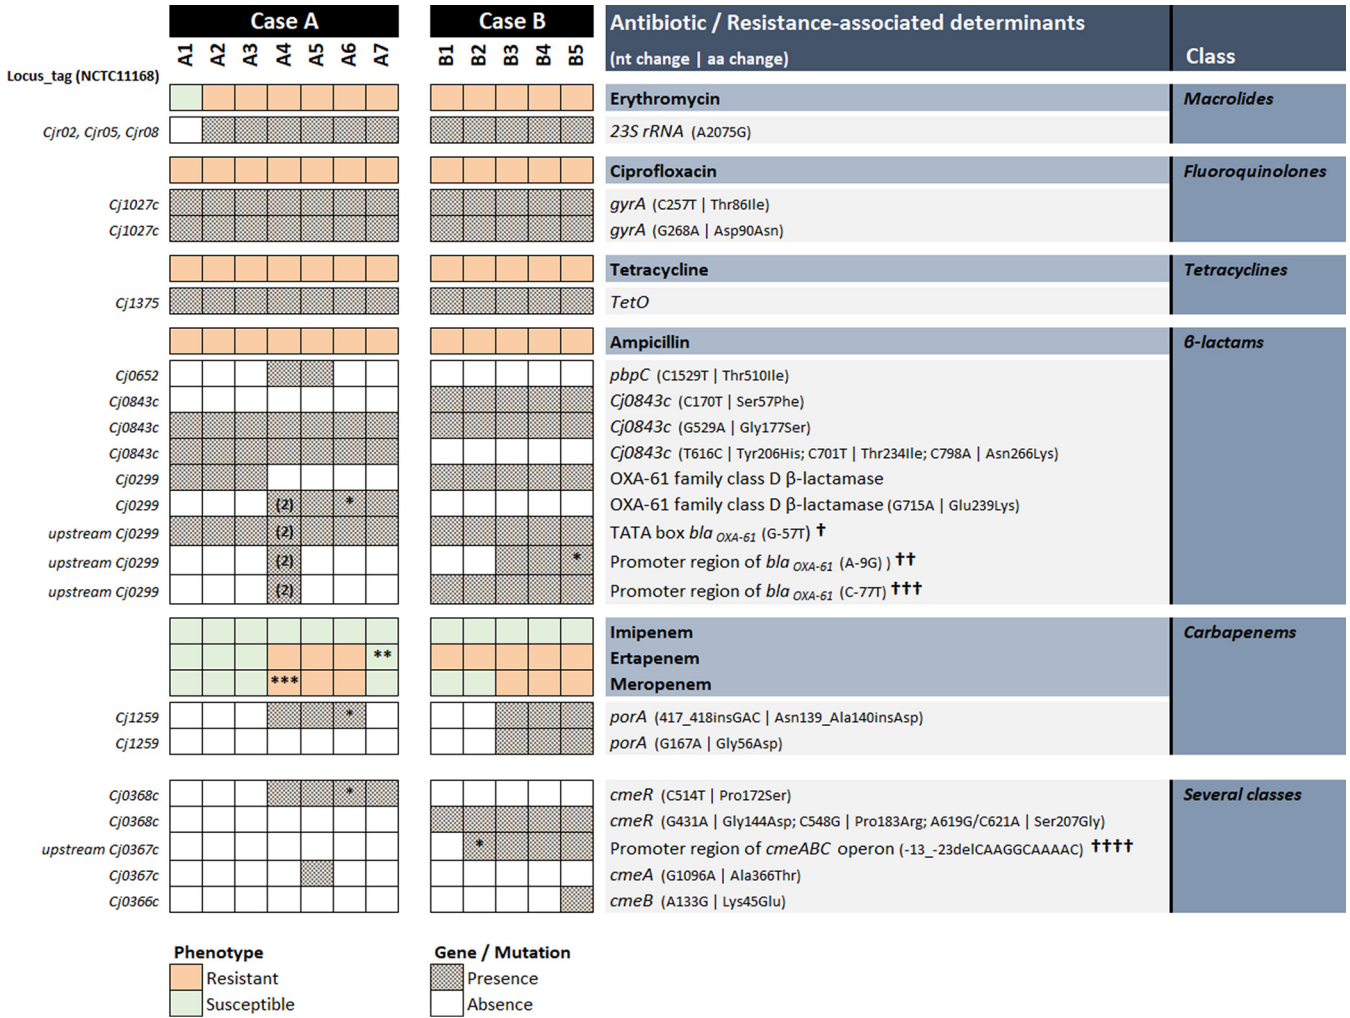 Case A Case B Antibiotic / Resistance-associated determinants
A1 A2 A3 A4 A5 A6 A7 B1 B2 B3 B4 B5 (nt change | aa change) Class
Locus_tag (NCTC11168)
Erythromycin Macrolides
Cjr02, Cjr05, Cjr08 23S rRNA (A2075G)
Ciprofloxacin Fluoroquinolones
Cj1027c gyrA (C257T | Thr86Ile)
Cj1027c gyrA (G268A | Asp90Asn)
Tetracycline Tetracyclines
Cj1375 TetO
Ampicillin β-lactams
Cj0652 pbpC (C1529T | Thr510Ile)
Cj0843c Cj0843c (C170T | Ser57Phe)
Cj0843c Cj0843c (G529A | Gly177Ser)
Cj0843c Cj0843c (T616C | Tyr206His; C701T | Thr234Ile; C798A | Asn266Lys)
Cj0299 OXA-61 family class D β-lactamase
Cj0299 (2) * OXA-61 family class D β-lactamase (G715A | Glu239Lys)
upstream Cj0299 (2) TATA box bla OXA-61 (G-57T) †
upstream Cj0299 (2) * Promoter region of bla OXA-61 (A-9G) ) ††
upstream Cj0299 (2) Promoter region of bla OXA-61 (C-77T) †††
Imipenem Carbapenems
** Ertapenem
*** Meropenem
Cj1259 * porA (417_418insGAC | Asn139_Ala140insAsp)
Cj1259 porA (G167A | Gly56Asp)
Cj0368c * cmeR (C514T | Pro172Ser) Several classes
Cj0368c cmeR (G431A | Gly144Asp; C548G | Pro183Arg; A619G/C621A | Ser207Gly)
upstream Cj0367c * Promoter region of cmeABC operon (-13_-23delCAAGGCAAAAC) ††††
Cj0367c cmeA (G1096A | Ala366Thr)
Cj0366c cmeB (A133G | Lys45Glu)
Phenotype Gene / Mutation
Resistant Presence
Susceptible Absence